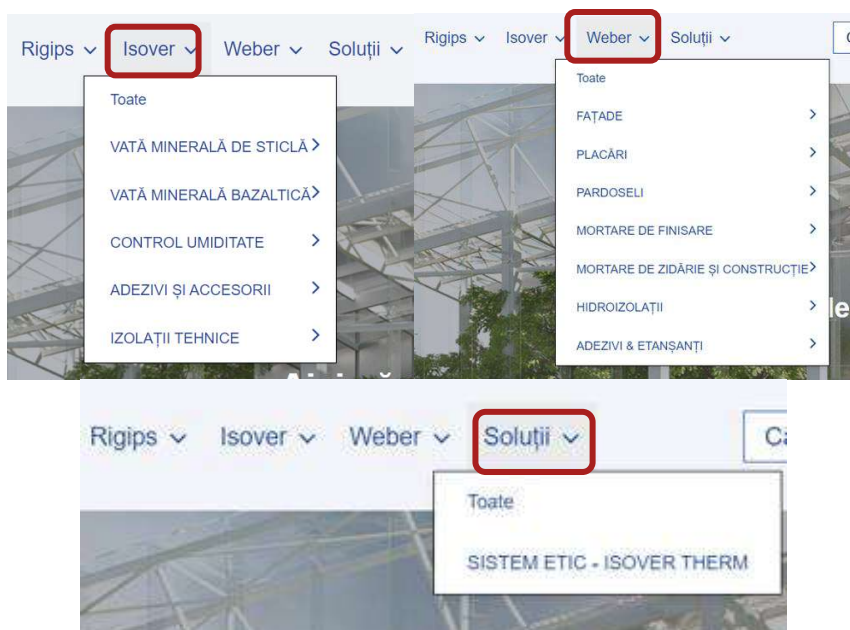 Rigips Isover Weber Soluții
Toate
VATĂ MINERALĂ DE STICLĂ
VATĂ MINERALĂ BAZALTICĂ
CONTROL UMIDITATE
ADEZIVI ȘI ACCESORII
IZOLAȚII TEHNICE
Rigips Isover Weber Soluții
Toate
FAȚADE
PLACĂRI
PARDOSELI
MORTARE DE FINISARE
MORTARE DE ZIDĂRIE ȘI CONSTRUCȚIE
HIDROIZOLAȚII
ADEZIVI & ETANȘANȚI
Rigips Isover Weber Soluții
Toate
SISTEM ETIC - ISOVER THERM